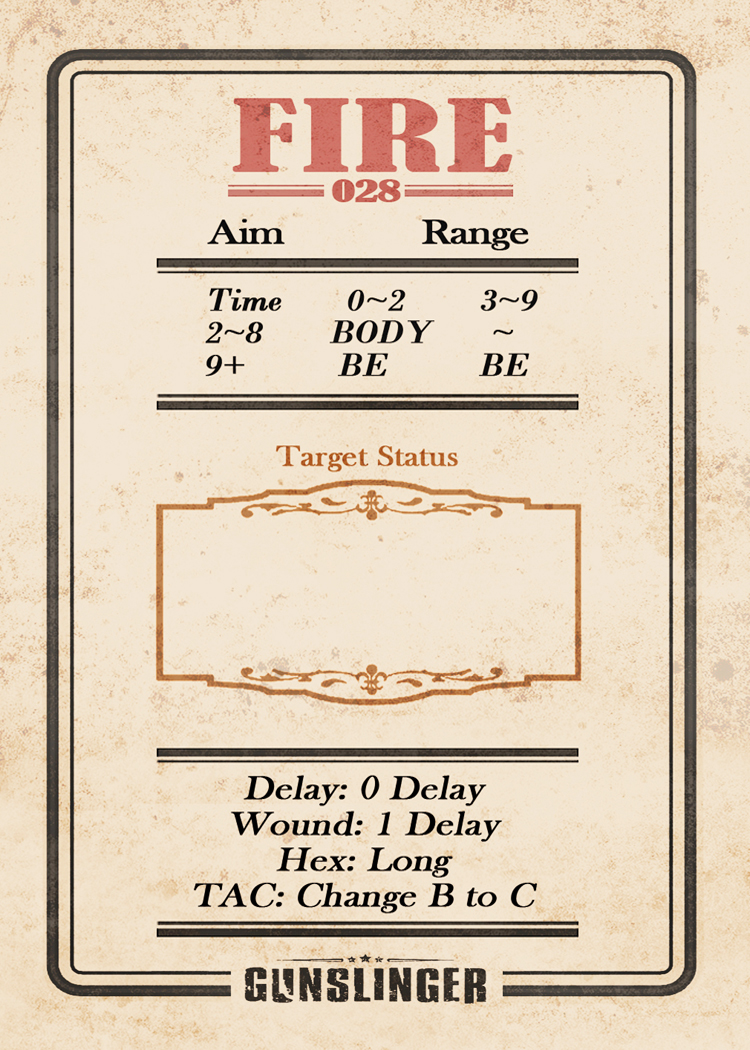 FIRE
028
Aim Range
Time 0~2 3~9
2~8 BODY ~
9+ BE BE
Target Status
Delay: 0 Delay
Wound: 1 Delay
Hex: Long
TAC: Change B to C
GUNSLINGER